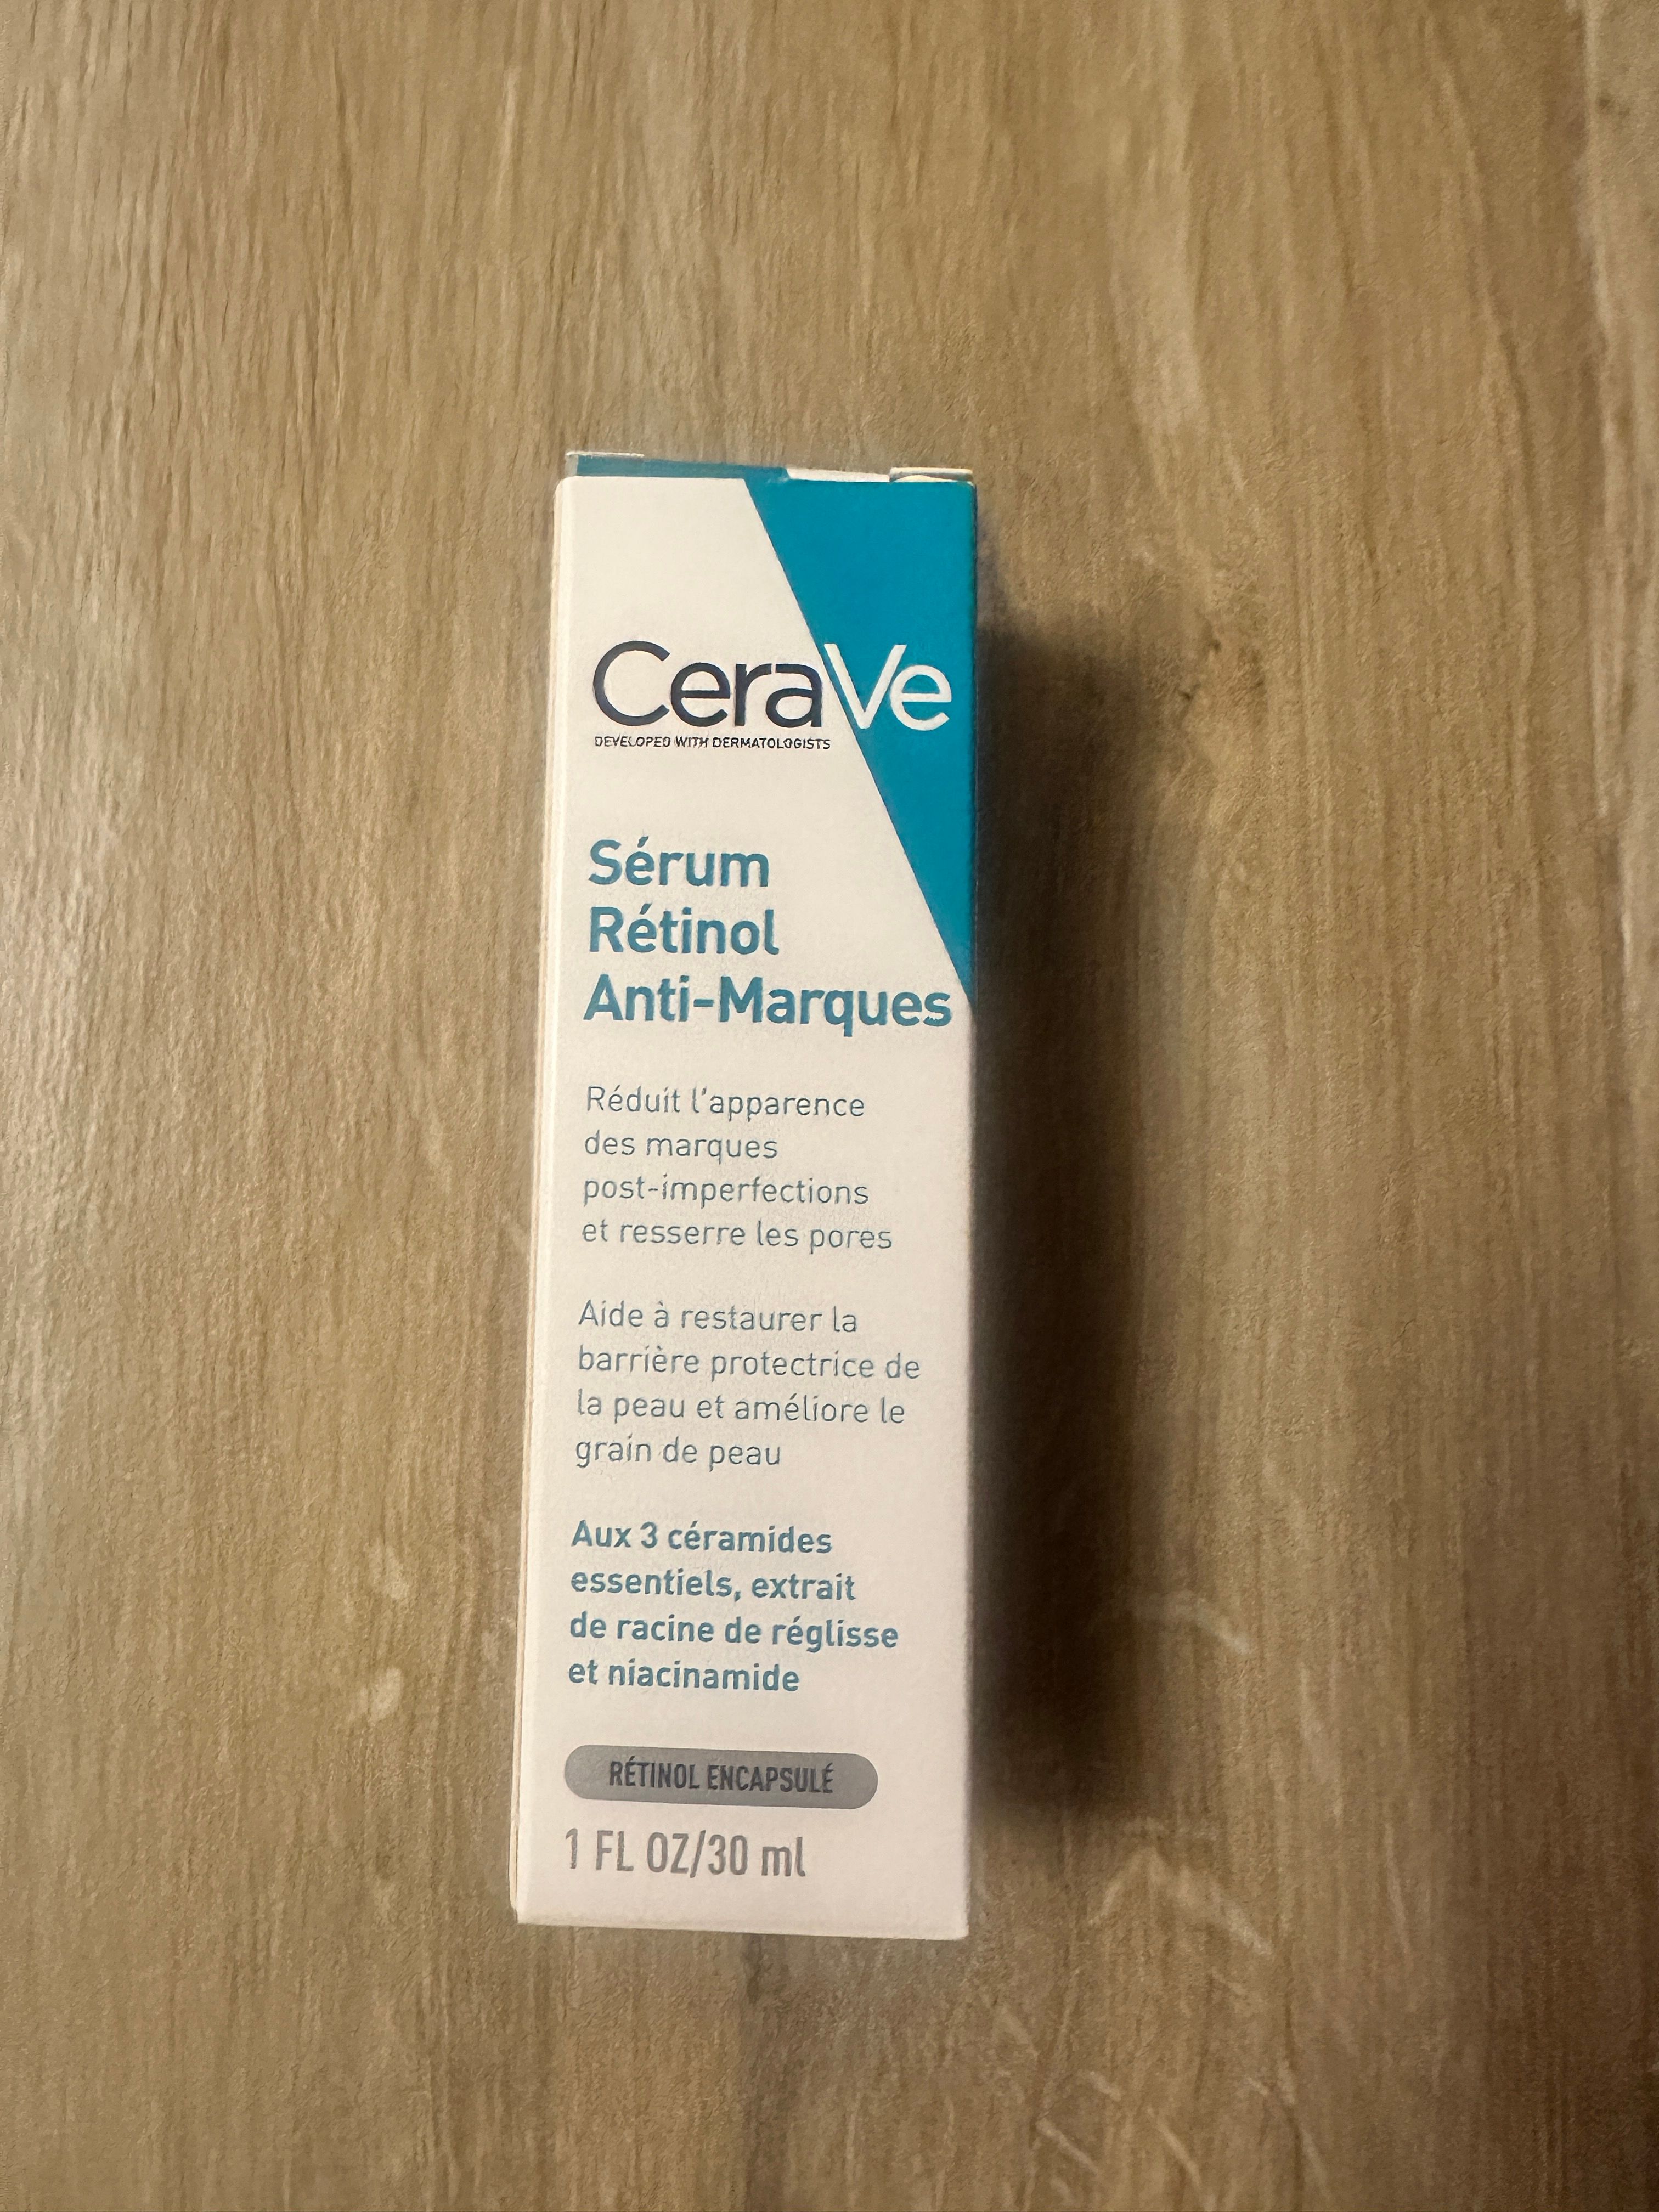 CeraVe
DEVELOPED WITH DERMATOLOGISTS
Sérum
Rétinol
Anti-Marques
Réduit l'apparence
des marques
post-imperfections
et resserre les pores
Aide à restaurer la
barrière protectrice de
la peau et améliore le
grain de peau
Aux 3 céramides
essentiels, extrait
de racine de réglisse
et niacinamide
RÉTINOL ENCAPSULÉ
1 FL OZ/30 ml